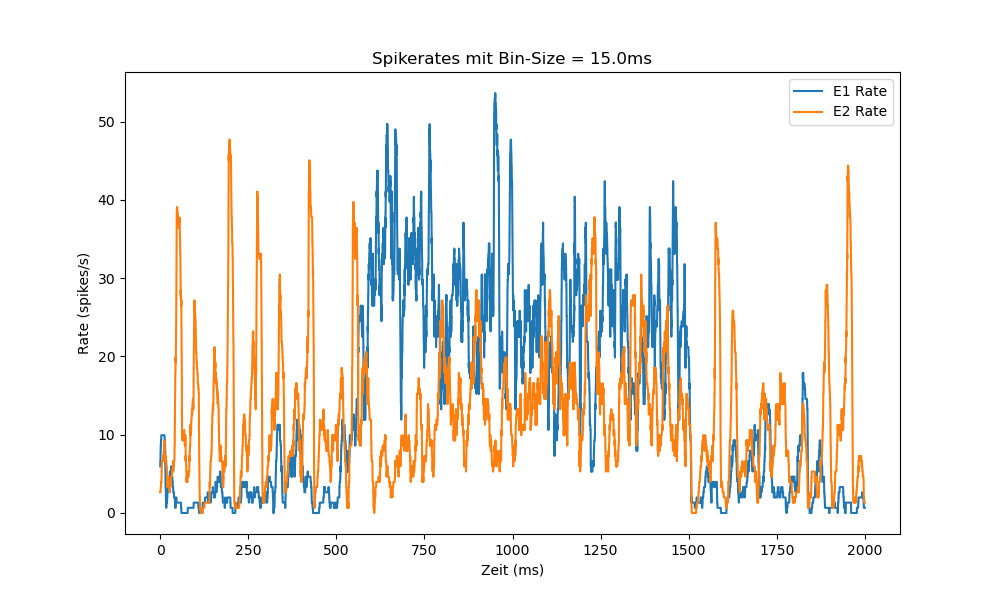 Spikerates mit Bin-Size = 15.0ms
E1 Rate
E2 Rate
Rate (spikes/s)
50
40
30
20
10
0
0 250 500 750 1000 1250 1500 1750 2000
Zeit (ms)